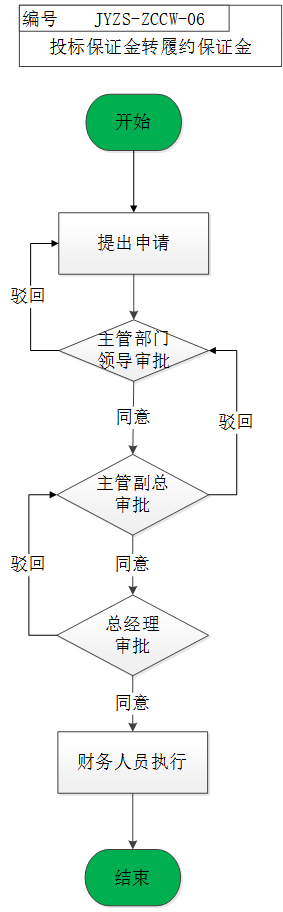 编号 JYZS-ZCCW-06
投标保证金转履约保证金
开始
提出申请
驳回
主管部门
领导审批
同意
驳回
主管副总
审批
驳回
同意
总经理
审批
同意
财务人员执行
结束